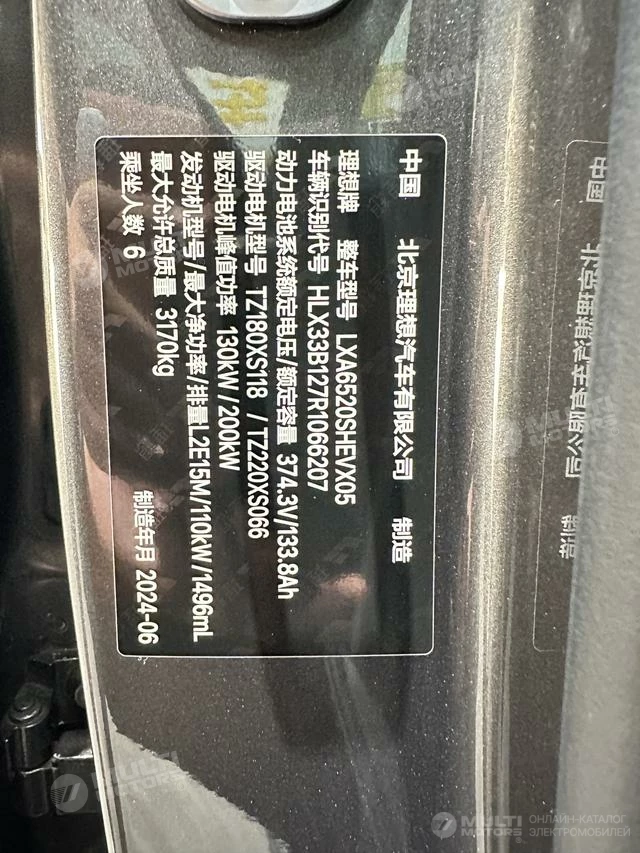 中国 北京理想汽车有限公司 制造
理想牌 整车型号 LXA6520SHEVX05
车辆识别代号 HLX33B127R1066207
动力电池系统额定电压/额定容量 374.3V/133.8Ah
驱动电机型号 TZ180XS118 /TZ220XS066
驱动电机峰值功率 130kW/200kW
发动机型号/最大净功率/排量L2E15M/110kW/1496mL
最大允许总质量 3170kg
乘坐人数 6 制造年月 2024-06
MULTI MOTORS
ОНЛАЙН-КАТАЛОГ
ЭЛЕКТРОМОБИЛЕЙ